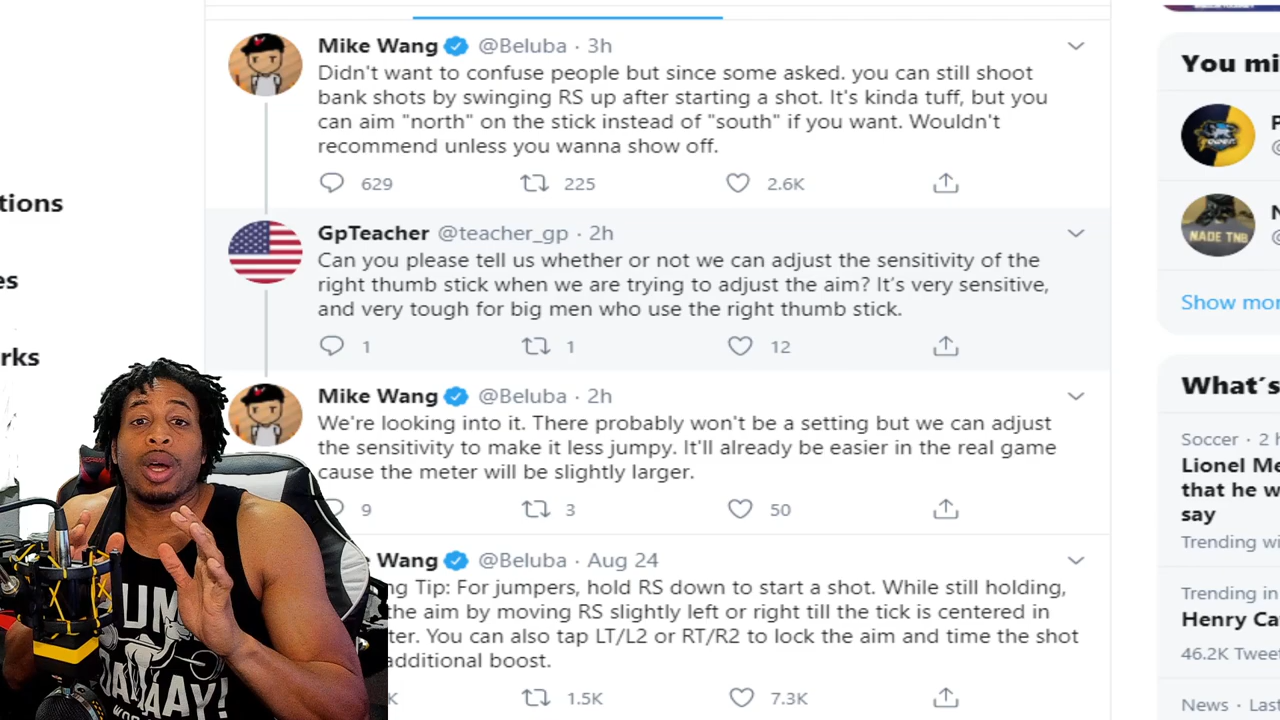 Mike Wang @Beluba · 3h
Didn't want to confuse people but since some asked. you can still shoot
bank shots by swinging RS up after starting a shot. It's kinda tuff, but you
can aim "north" on the stick instead of "south" if you want. Wouldn't
recommend unless you wanna show off.
629 225 2.6K
GpTeacher @teacher_gp · 2h
Can you please tell us whether or not we can adjust the sensitivity of the
right thumb stick when we are trying to adjust the aim? It's very sensitive,
and very tough for big men who use the right thumb stick.
1 1 12
Mike Wang @Beluba · 2h
We're looking into it. There probably won't be a setting but we can adjust
the sensitivity to make it less jumpy. It'll already be easier in the real game
cause the meter will be slightly larger.
9 3 50
Wang @Beluba · Aug 24
ng Tip: For jumpers, hold RS down to start a shot. While still holding,
the aim by moving RS slightly left or right till the tick is centered in
ter. You can also tap LT/L2 or RT/R2 to lock the aim and time the shot
additional boost.
K 1.5K 7.3K
tions
es
rks
You mi
P
@
NADE TNB
N
@
Show mor
What's
Soccer · 2 h
Lionel Me
that he w
say
Trending wi
Trending in
Henry Ca
46.2K Tweet
News · Last
UM
DAAAAY!